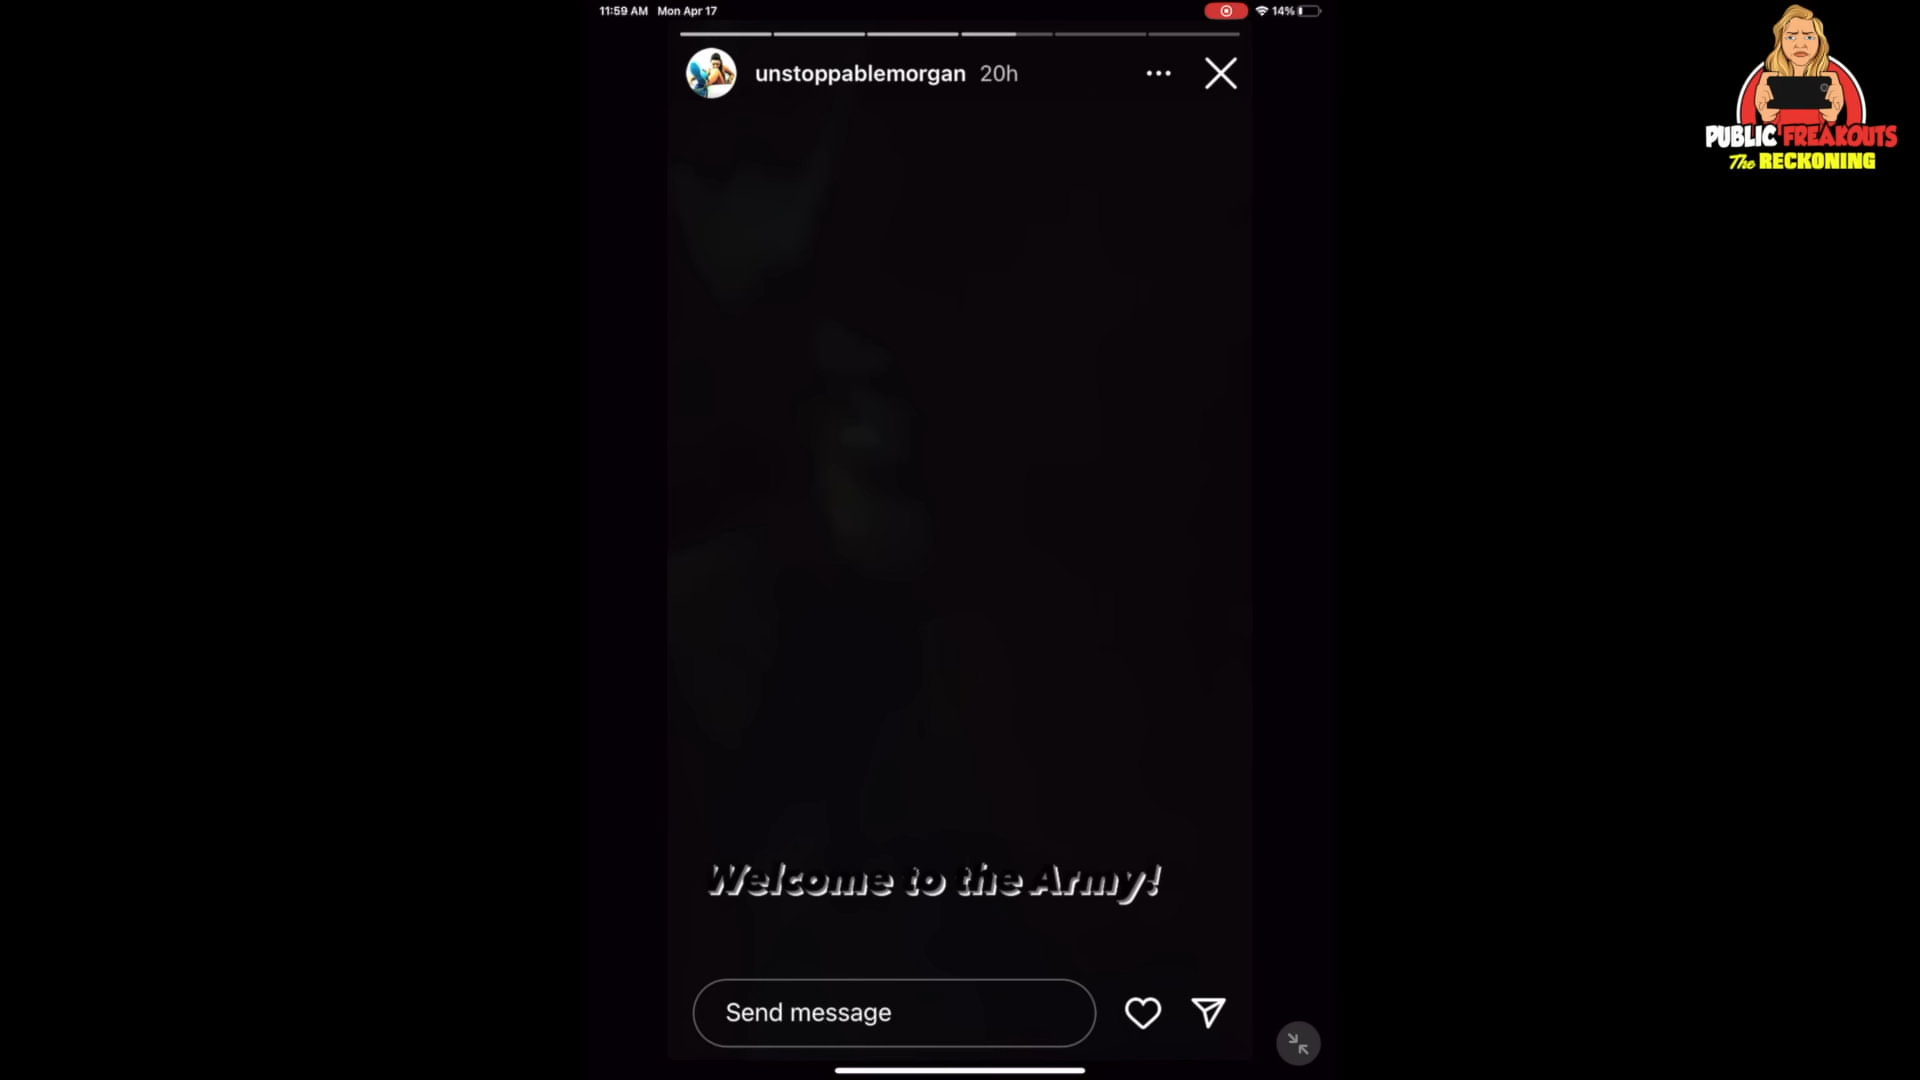 11:59 AM Mon Apr 17
14%
unstoppablemorgan 20h
PUBLIC FREAKOUTS
The RECKONING
Welcome to the Army!
Send message